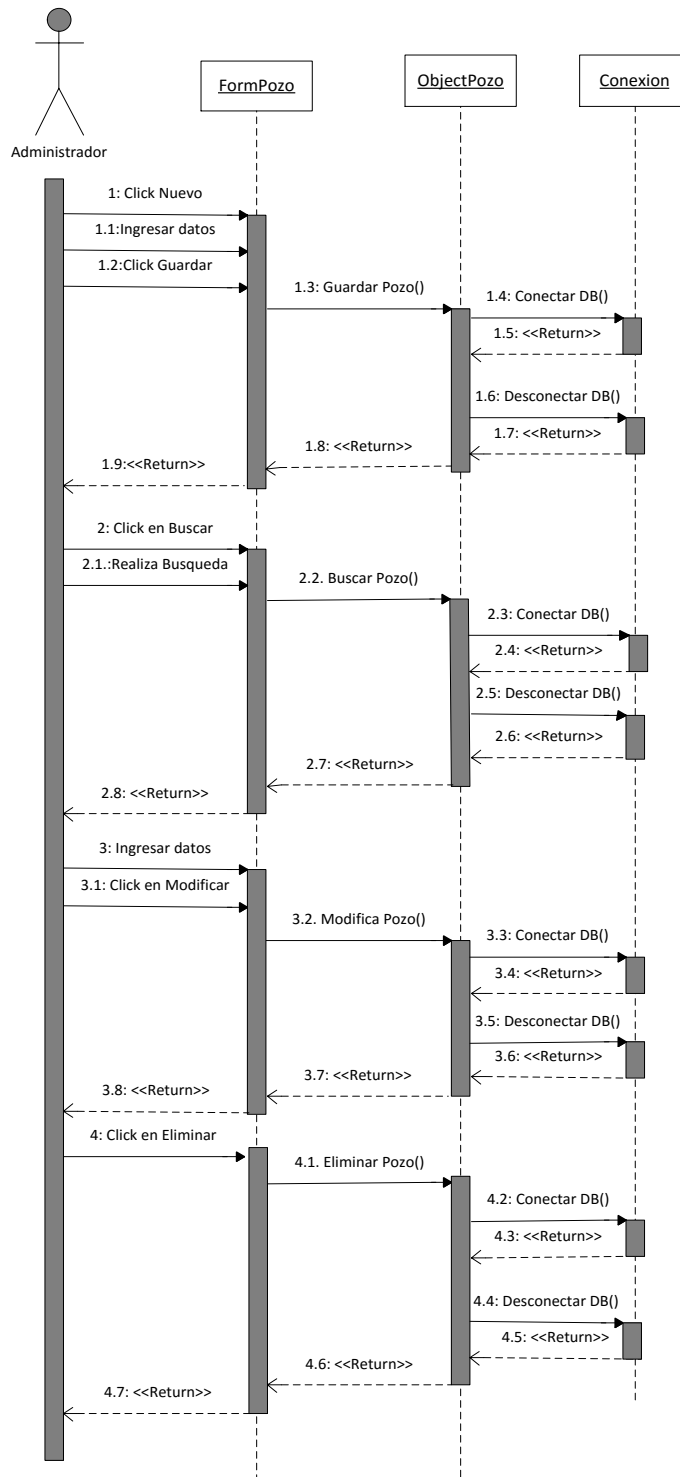 FormPozo
ObjectPozo
Conexion
Administrador
1: Click Nuevo
1.1:Ingresar datos
1.2:Click Guardar
1.3: Guardar Pozo()
1.4: Conectar DB()
1.5: <<Return>>
1.6: Desconectar DB()
1.7: <<Return>>
1.8: <<Return>>
1.9:<<Return>>
2: Click en Buscar
2.1.:Realiza Busqueda
2.2. Buscar Pozo()
2.3: Conectar DB()
2.4: <<Return>>
2.5: Desconectar DB()
2.6: <<Return>>
2.7: <<Return>>
2.8: <<Return>>
3: Ingresar datos
3.1: Click en Modificar
3.2. Modifica Pozo()
3.3: Conectar DB()
3.4: <<Return>>
3.5: Desconectar DB()
3.6: <<Return>>
3.7: <<Return>>
3.8: <<Return>>
4: Click en Eliminar
4.1. Eliminar Pozo()
4.2: Conectar DB()
4.3: <<Return>>
4.4: Desconectar DB()
4.5: <<Return>>
4.6: <<Return>>
4.7: <<Return>>